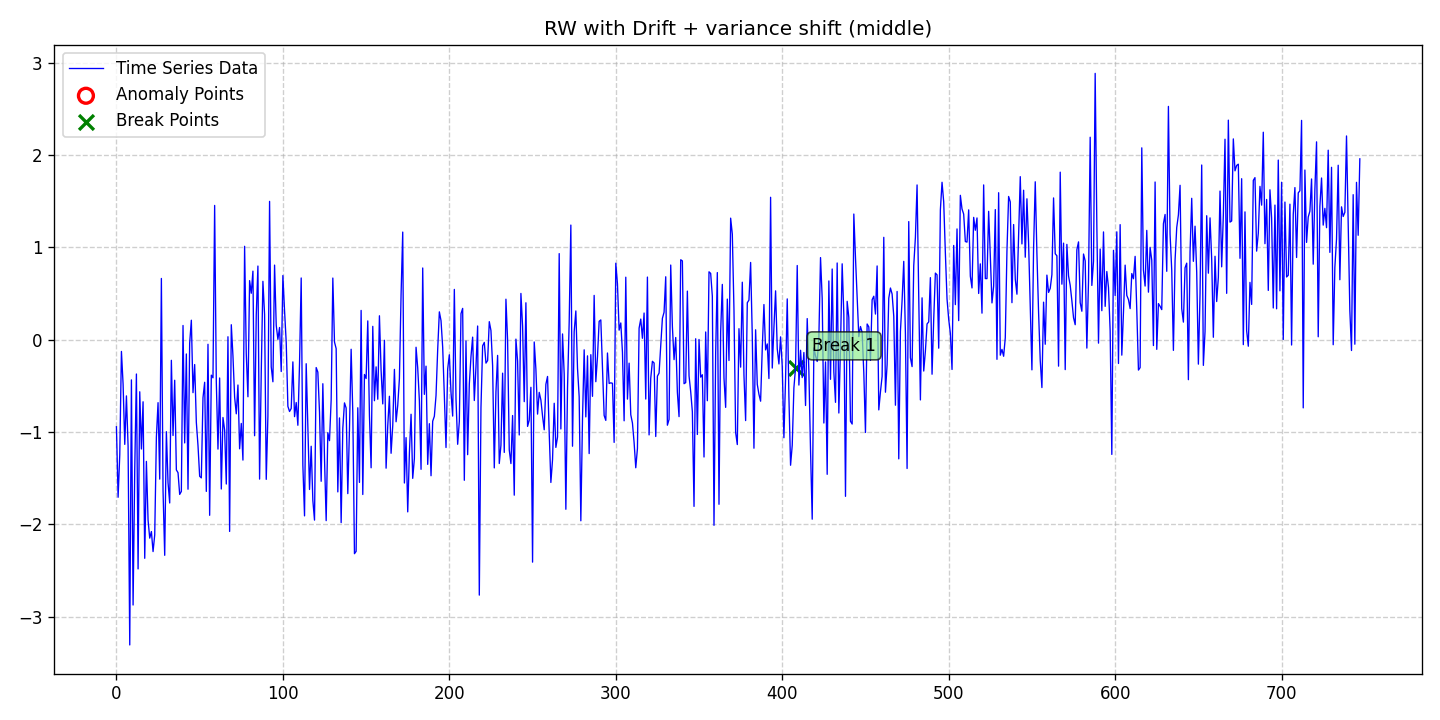 RW with Drift + variance shift (middle)
Time Series Data
Anomaly Points
Break Points
Break 1
3
2
1
0
−1
−2
−3
0 100 200 300 400 500 600 700